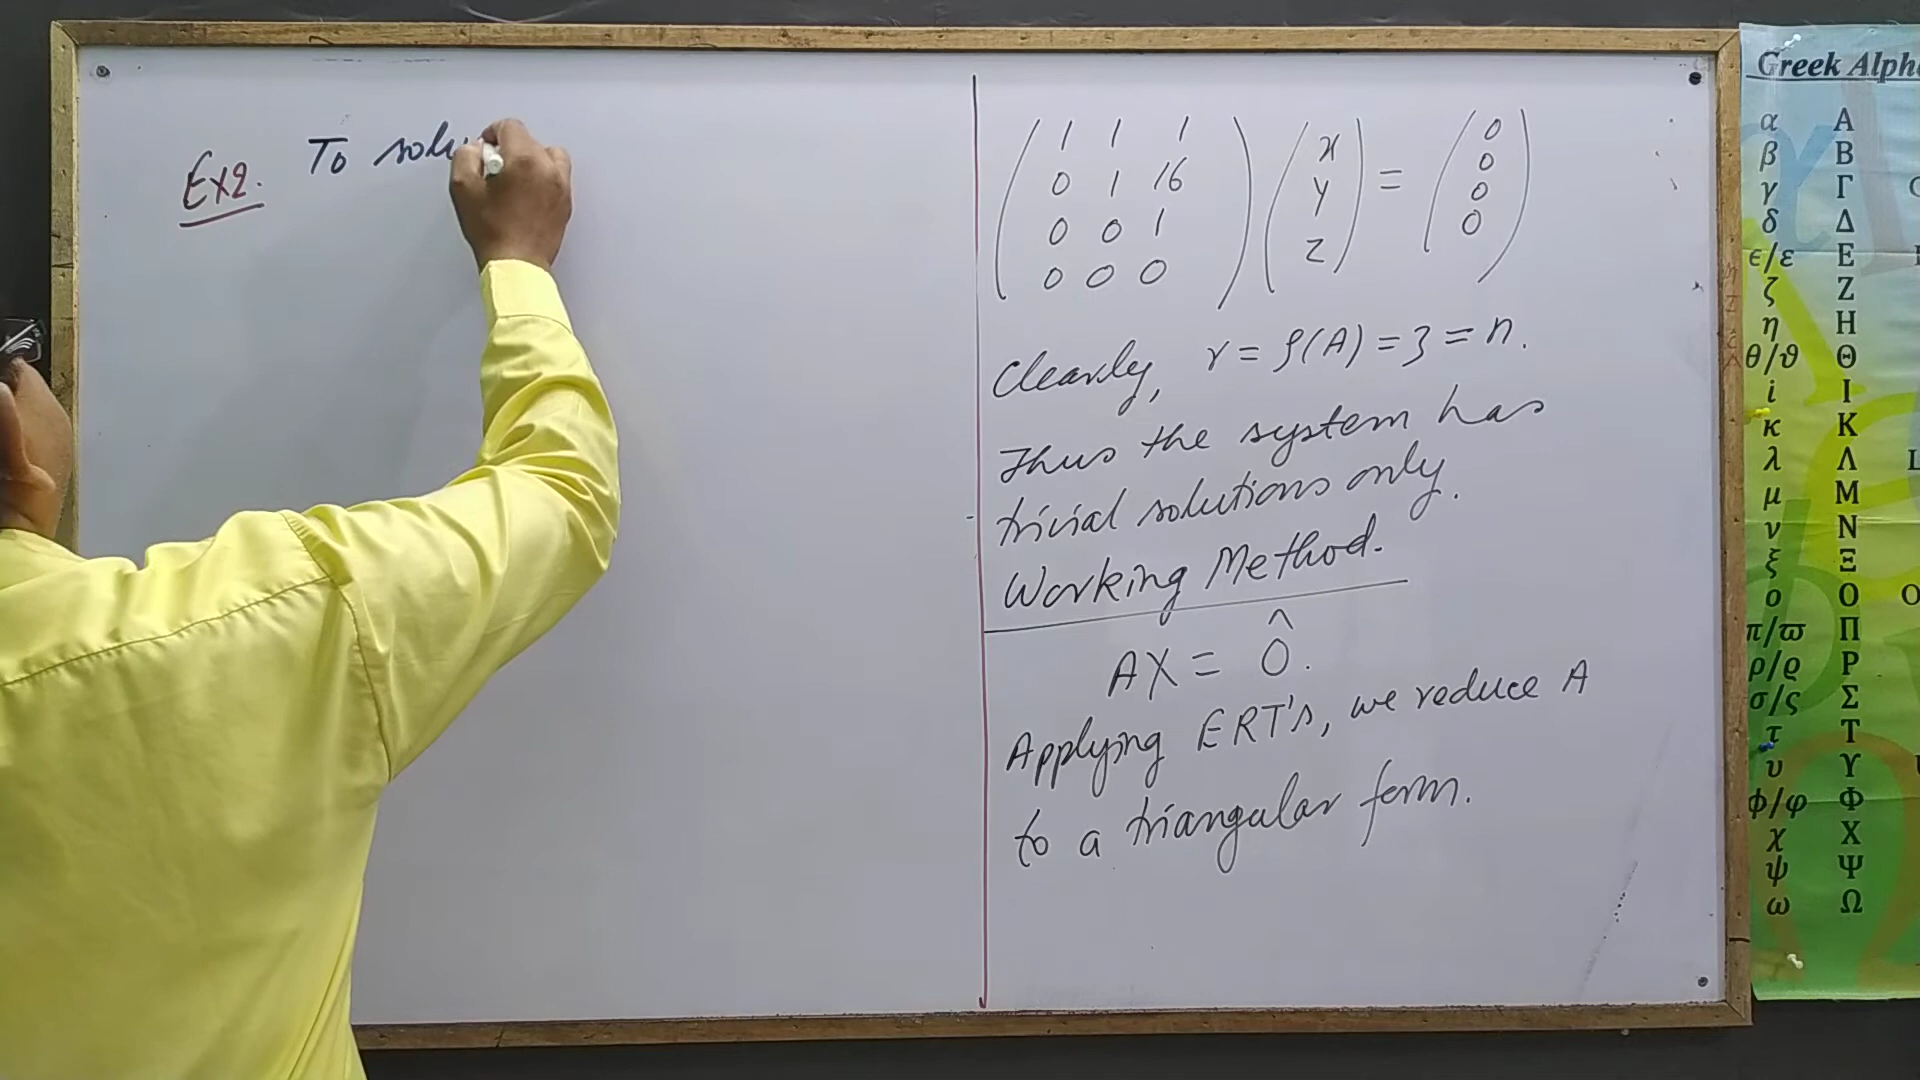 Ex2. To solv
1 1 1
0 1 16
0 0 1
0 0 0
x
y
z
=
0
0
0
0
Clearly, r = ρ(A) = 3 = n.
Thus the system has
trivial solutions only.
Working Method.
AX = Ô.
Applying ERT's, we reduce A
to a triangular form.
Greek Alpha
α Α
β Β
γ Γ
δ Δ
ϵ/ε Ε
ζ Ζ
η Η
θ/ϑ Θ
i Ι
κ Κ
λ Λ
μ Μ
ν Ν
ξ Ξ
ο Ο
π/ϖ Π
ρ/ϱ Ρ
σ/ς Σ
τ Τ
υ Υ
ϕ/φ Φ
χ Χ
ψ Ψ
ω Ω